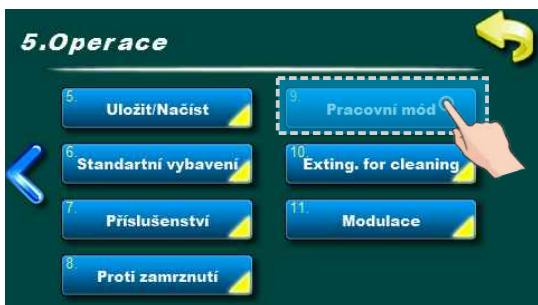 5.Operace
5.
Uložit/Načíst
6.
Standartní vybavení
7.
Příslušenství
8.
Proti zamrznutí
9.
Pracovní mód
10.
Exting. for cleaning
11.
Modulace